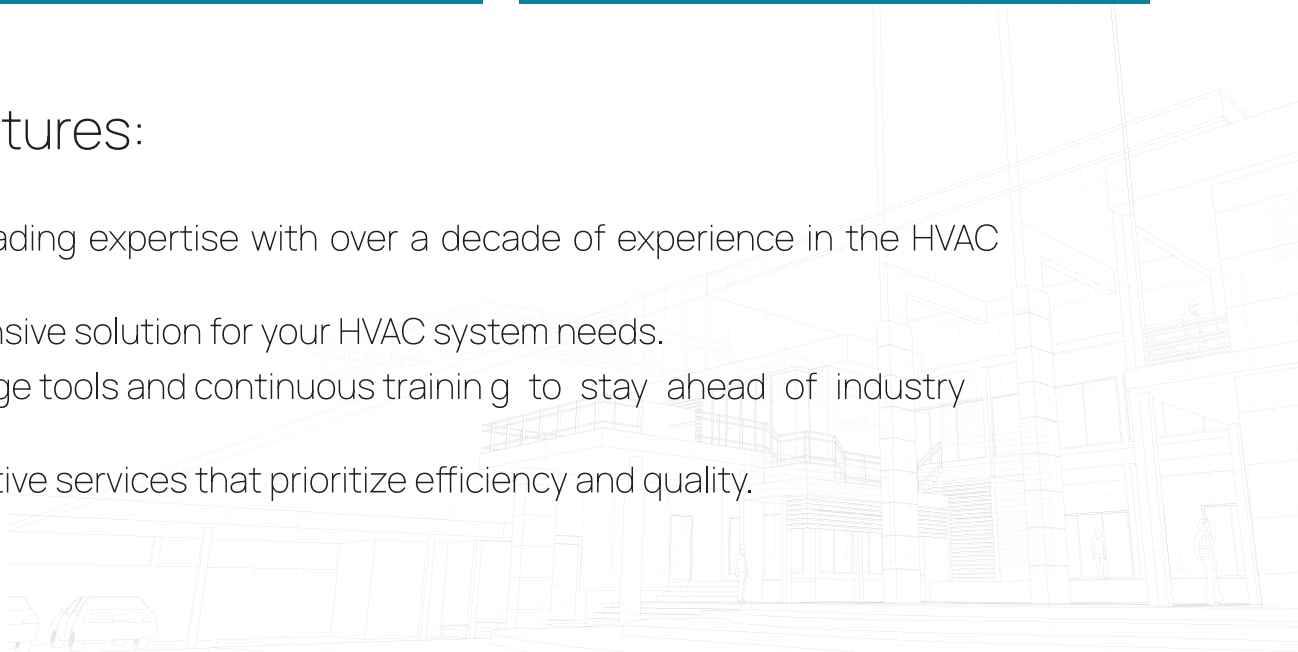 tures:
ading expertise with over a decade of experience in the HVAC
nsive solution for your HVAC system needs.
ge tools and continuous trainin g to stay ahead of industry
tive services that prioritize efficiency and quality.